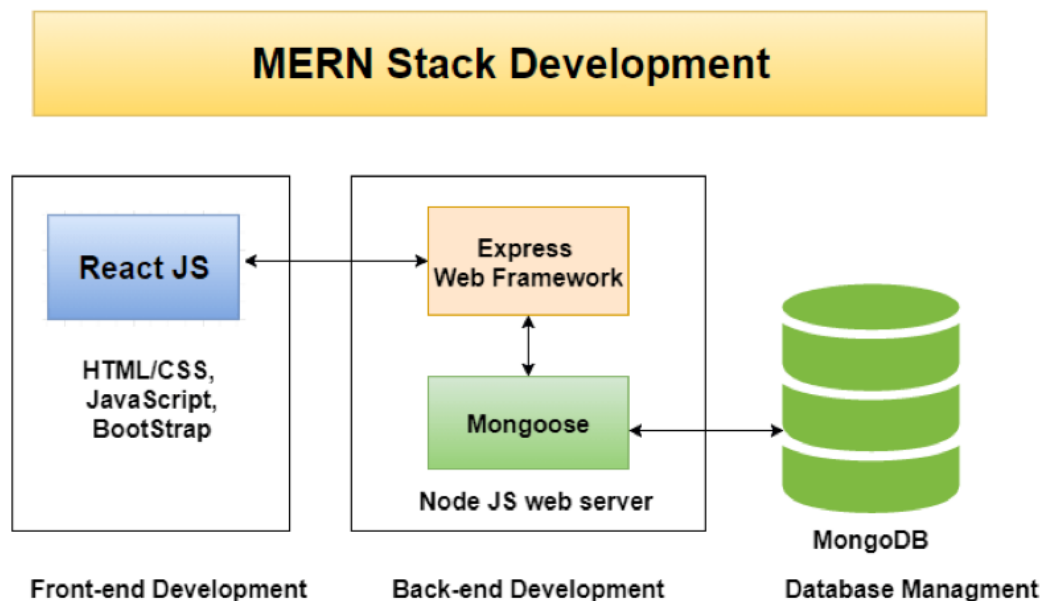 MERN Stack Development
React JS
HTML/CSS,
JavaScript,
BootStrap
Express
Web Framework
Mongoose
Node JS web server
MongoDB
Front-end Development
Back-end Development
Database Managment